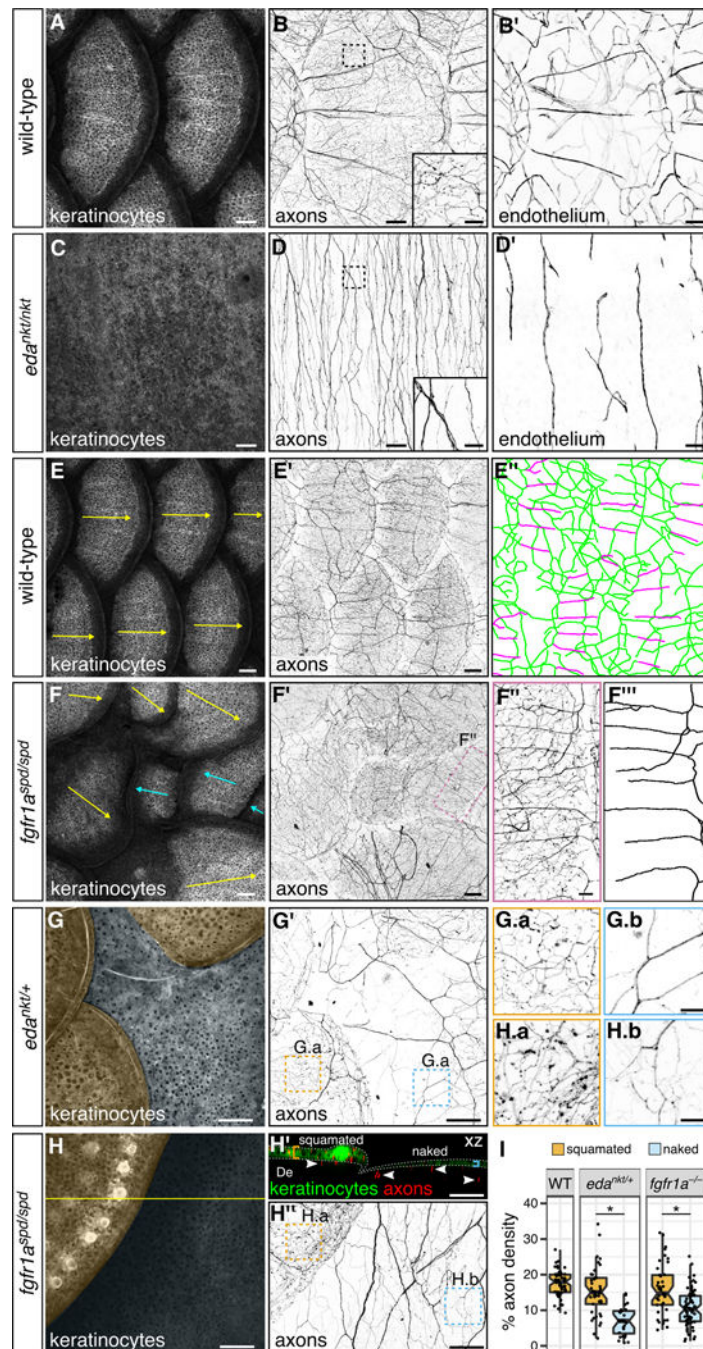 wild-type
A
keratinocytes
B
axons
B'
endothelium
eda nkt/nkt
C
keratinocytes
D
axons
D'
endothelium
wild-type
E
keratinocytes
E'
axons
E''
fgfr1a spd/spd
F
keratinocytes
F'
F''
axons
F''
F'''
eda nkt/+
G
keratinocytes
G'
G.a
G.a
axons
G.a
G.b
H.a
H.b
fgfr1a spd/spd
H
keratinocytes
H'
squamated
naked
XZ
De
keratinocytes axons
H''
H.a
H.b
axons
I
squamated
naked
WT
eda nkt/+
fgfr1a −/−
*
*
% axon density
40
30
20
10
0